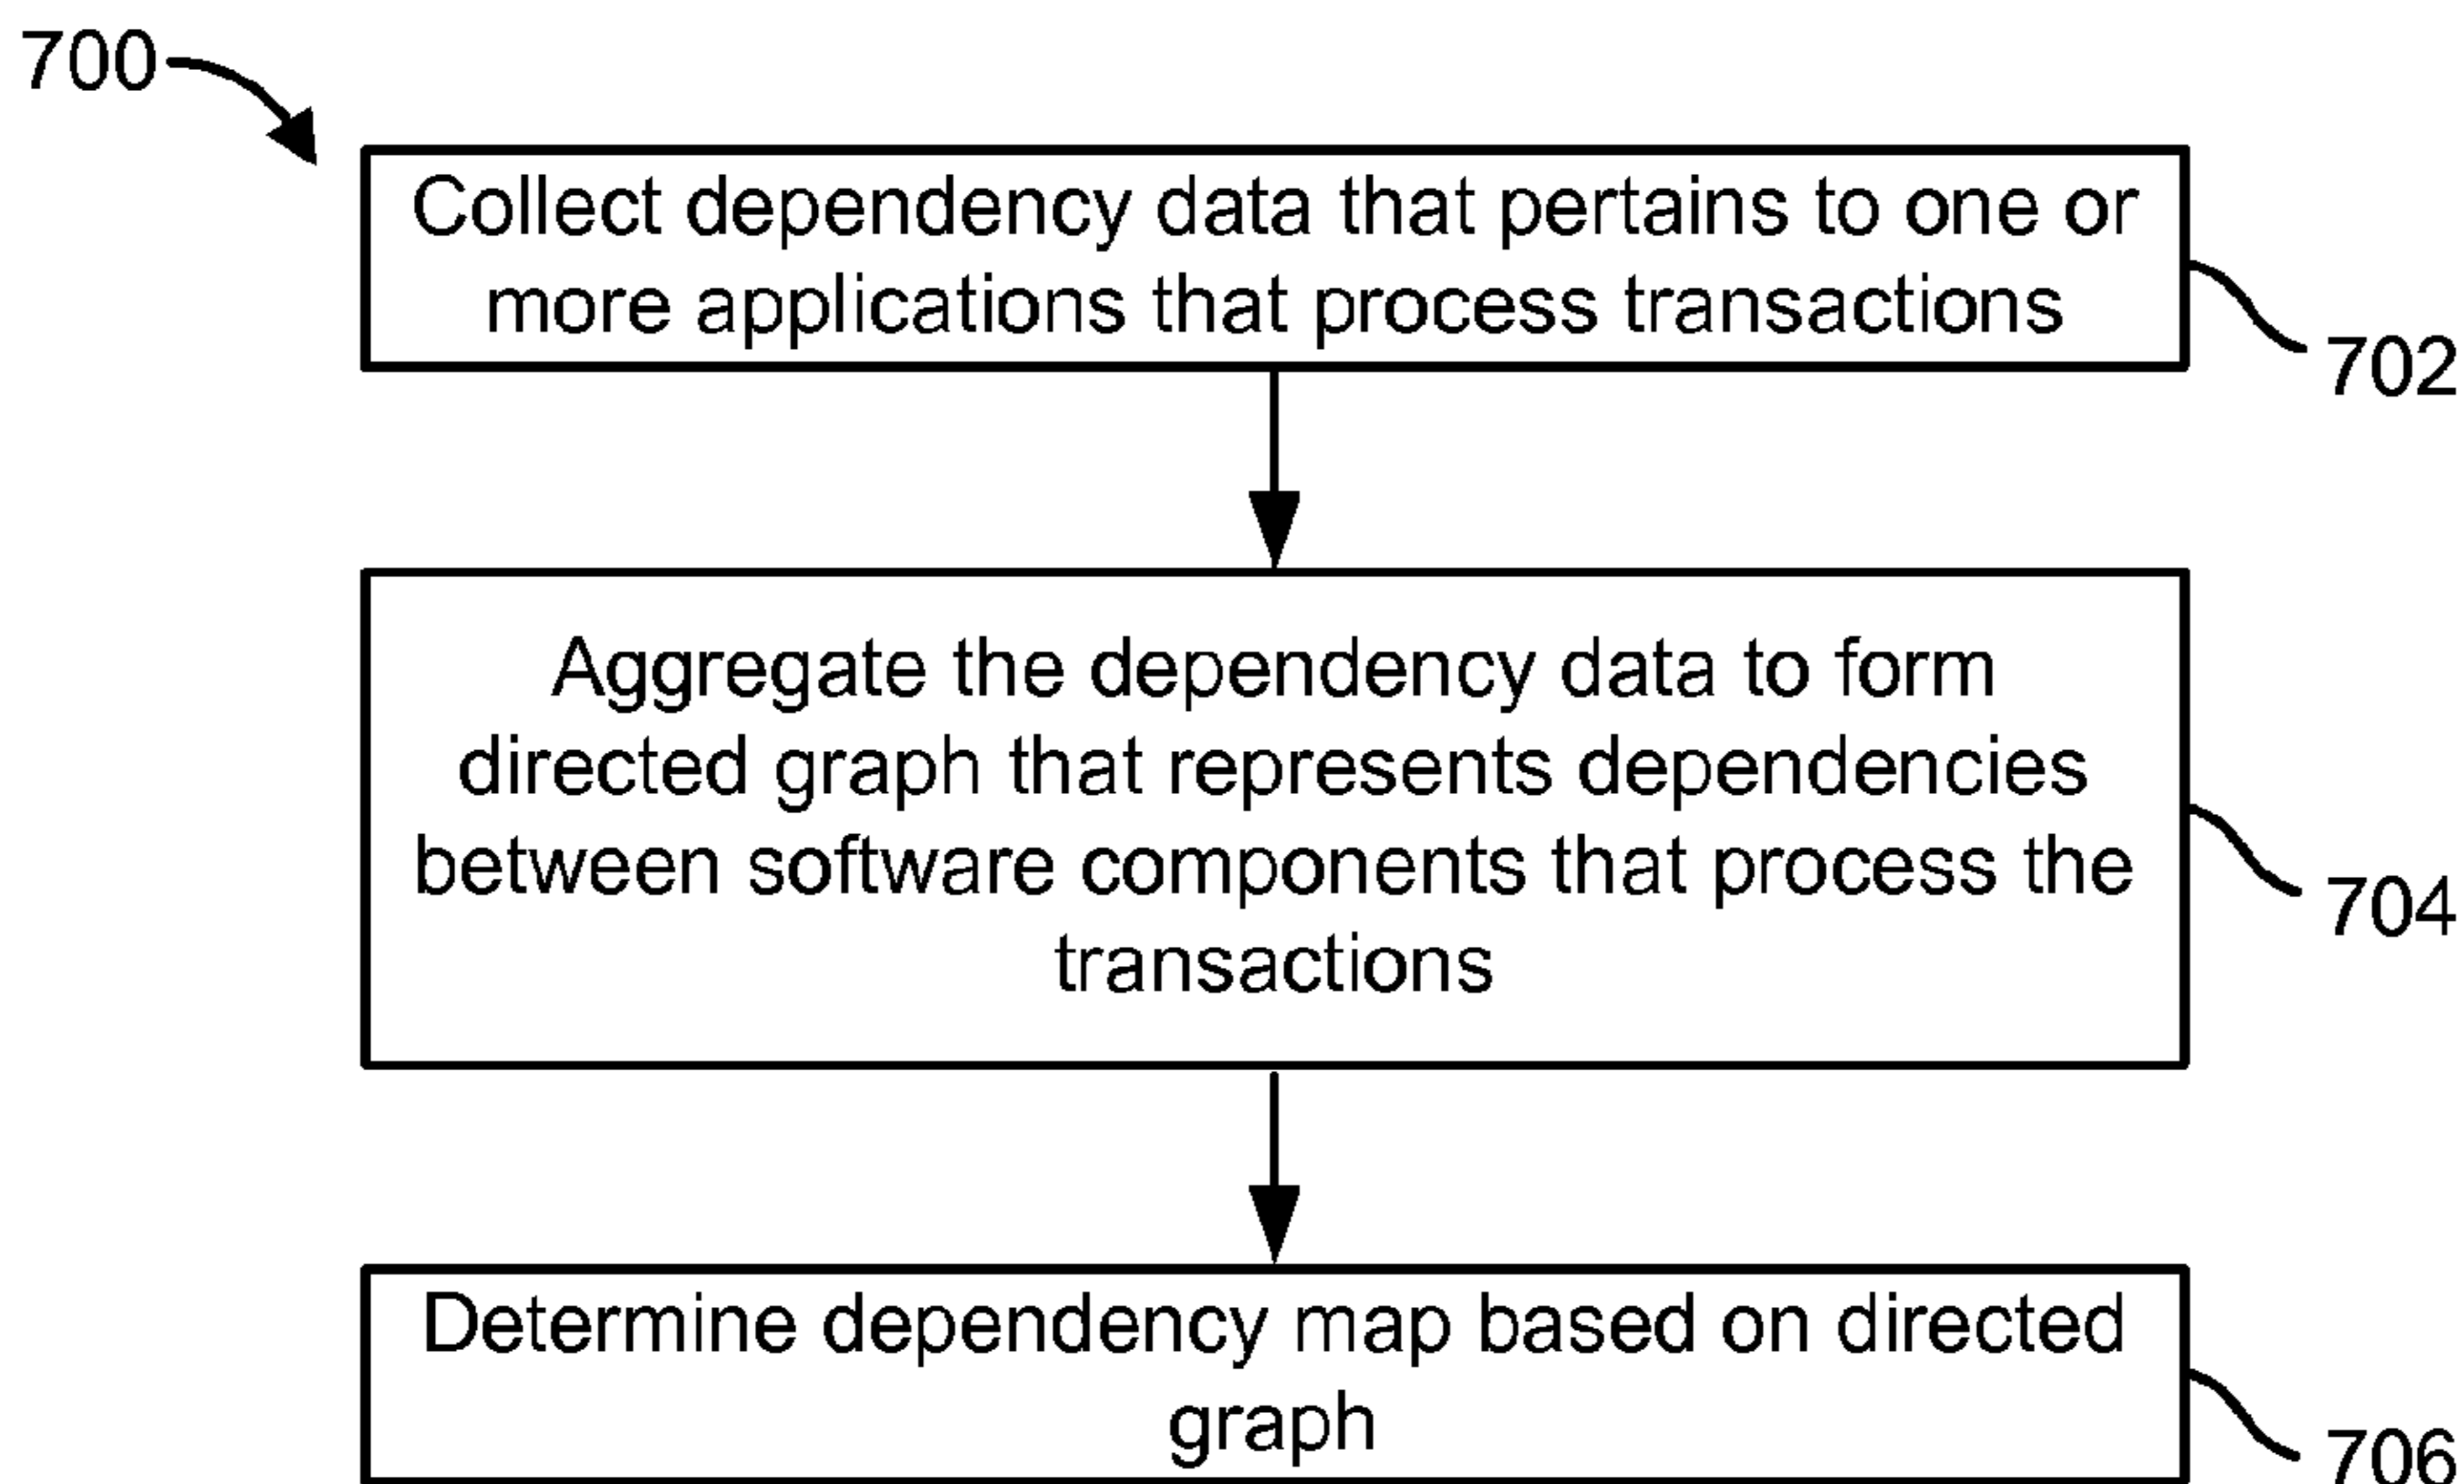 700
Collect dependency data that pertains to one or
more applications that process transactions
702
Aggregate the dependency data to form
directed graph that represents dependencies
between software components that process the
transactions
704
Determine dependency map based on directed
graph
706